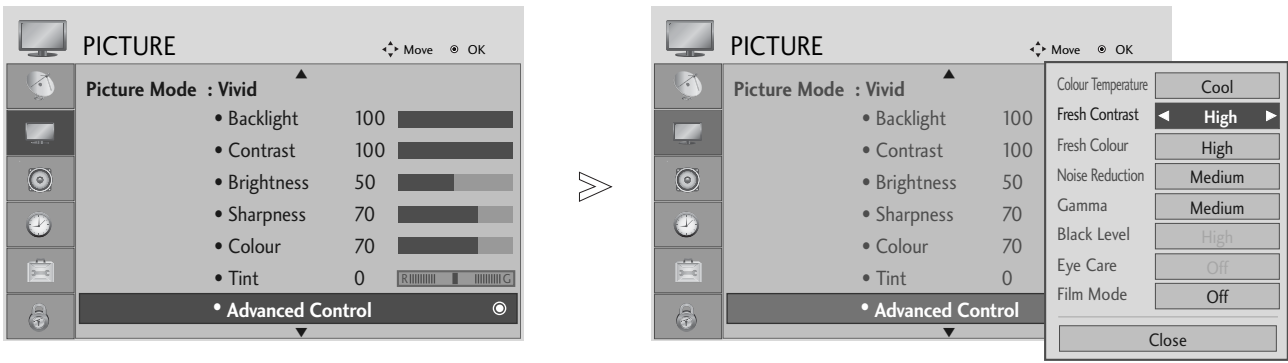 PICTURE Move OK
Picture Mode : Vivid
• Backlight 100
• Contrast 100
• Brightness 50
• Sharpness 70
• Colour 70
• Tint 0 R G
• Advanced Control
PICTURE Move OK
Picture Mode : Vivid
• Backlight 100
• Contrast 100
• Brightness 50
• Sharpness 70
• Colour 70
• Tint 0
• Advanced Control
Colour Temperature Cool
Fresh Contrast ◀ High ▶
Fresh Colour High
Noise Reduction Medium
Gamma Medium
Black Level High
Eye Care Off
Film Mode Off
Close